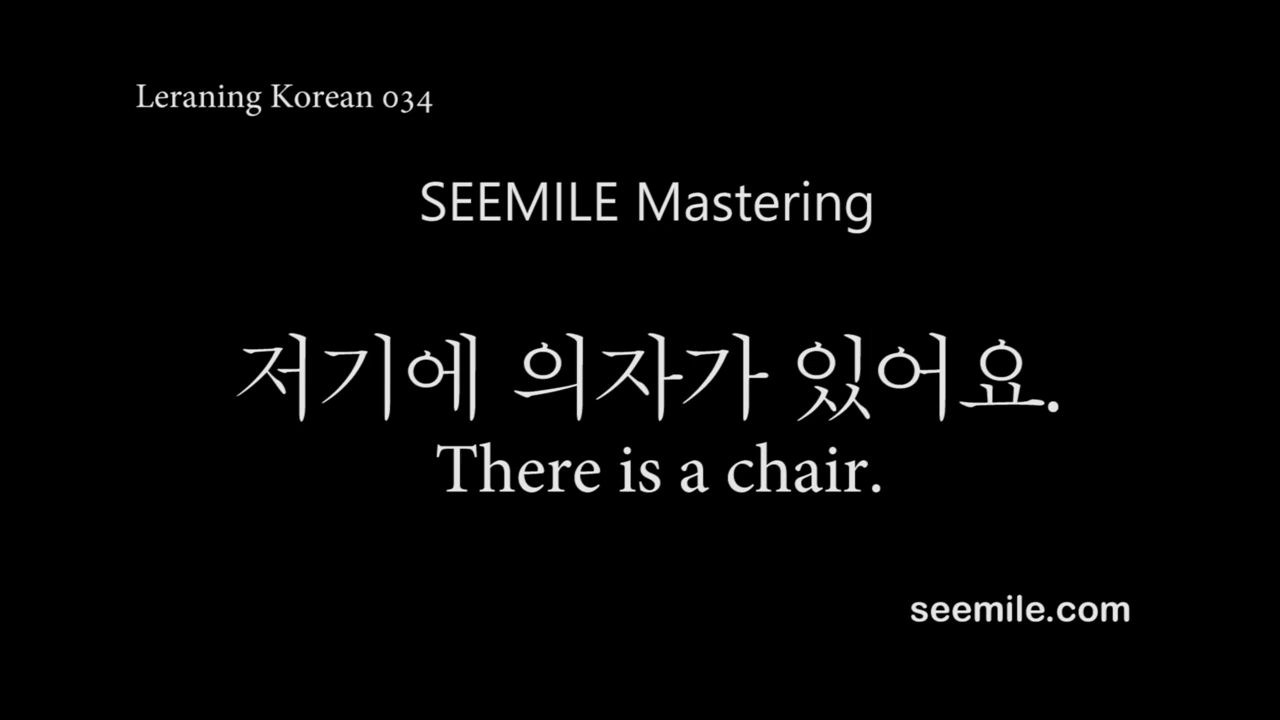 Leraning Korean 034
SEEMILE Mastering
저기에 의자가 있어요.
There is a chair.
seemile.com